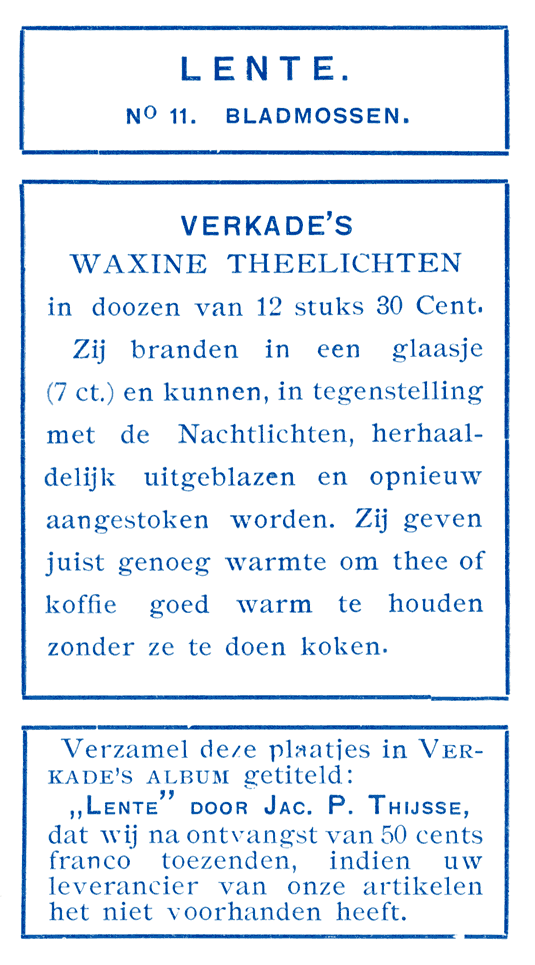 LENTE.
Nº 11. BLADMOSSEN.
VERKADE'S
WAXINE THEELICHTEN
in doozen van 12 stuks 30 Cent.
Zij branden in een glaasje
(7 ct.) en kunnen, in tegenstelling
met de Nachtlichten, herhaal-
delijk uitgeblazen en opnieuw
aangestoken worden. Zij geven
juist genoeg warmte om thee of
koffie goed warm te houden
zonder ze te doen koken.
Verzamel deze plaatjes in VER-
KADE'S ALBUM getiteld:
„LENTE” DOOR JAC. P. THIJSSE,
dat wij na ontvangst van 50 cents
franco toezenden, indien uw
leverancier van onze artikelen
het niet voorhanden heeft.